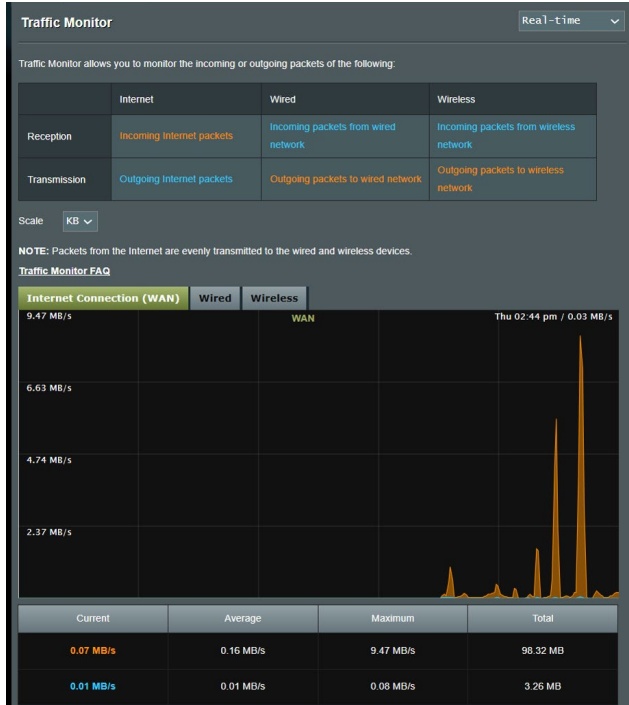 Traffic Monitor
Real-time
Traffic Monitor allows you to monitor the incoming or outgoing packets of the following:
Internet Wired Wireless
Reception Incoming Internet packets Incoming packets from wired network Incoming packets from wireless network
Transmission Outgoing Internet packets Outgoing packets to wired network Outgoing packets to wireless network
Scale KB
NOTE: Packets from the Internet are evenly transmitted to the wired and wireless devices.
Traffic Monitor FAQ
Internet Connection (WAN) Wired Wireless
9.47 MB/s WAN Thu 02:44 pm / 0.03 MB/s
6.63 MB/s
4.74 MB/s
2.37 MB/s
Current Average Maximum Total
0.07 MB/s 0.16 MB/s 9.47 MB/s 98.32 MB
0.01 MB/s 0.01 MB/s 0.08 MB/s 3.26 MB